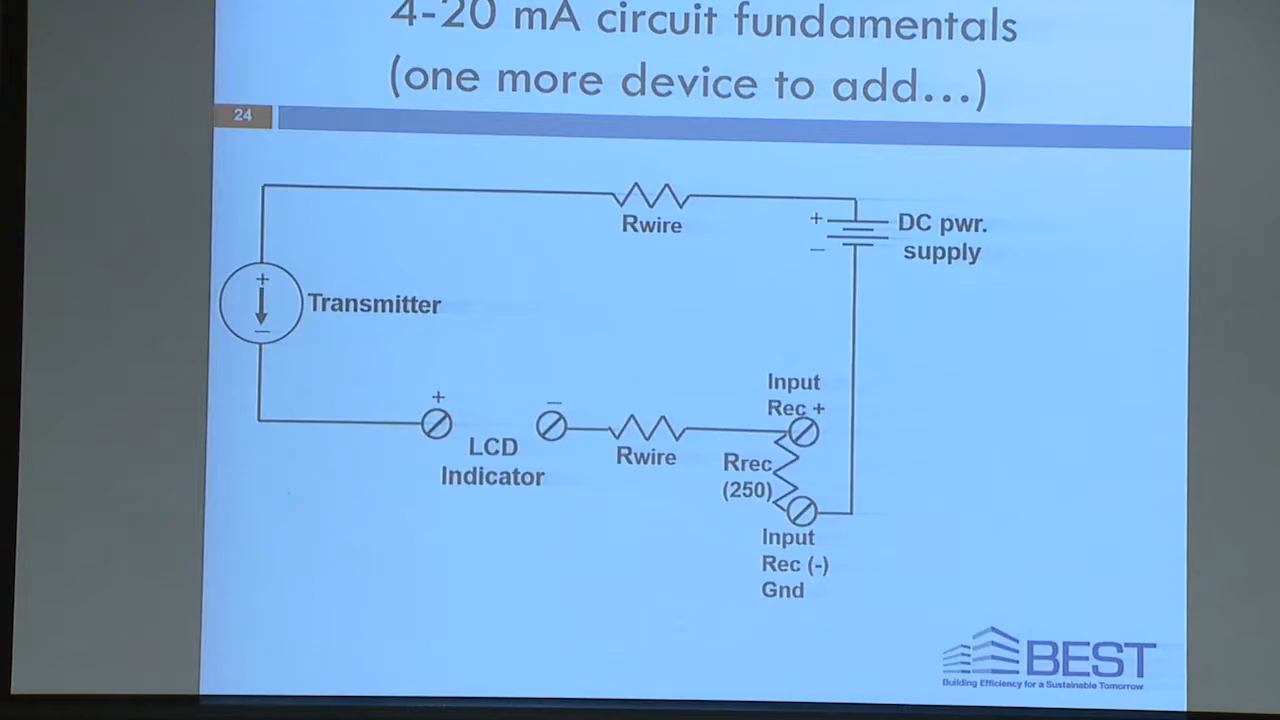 4-20 mA circuit fundamentals
(one more device to add...)
24
Rwire
+
−
DC pwr.
supply
+
−
Transmitter
+
−
LCD
Indicator
Rwire
Input
Rec +
Rrec
(250)
Input
Rec (-)
Gnd
BEST
Building Efficiency for a Sustainable Tomorrow